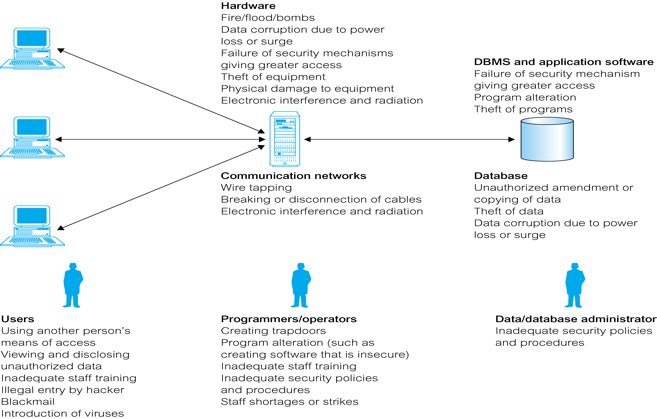 Hardware
Fire/flood/bombs
Data corruption due to power
loss or surge
Failure of security mechanisms
giving greater access
Theft of equipment
Physical damage to equipment
Electronic interference and radiation
DBMS and application software
Failure of security mechanism
giving greater access
Program alteration
Theft of programs
Communication networks
Wire tapping
Breaking or disconnection of cables
Electronic interference and radiation
Database
Unauthorized amendment or
copying of data
Theft of data
Data corruption due to power
loss or surge
Users
Using another person's
means of access
Viewing and disclosing
unauthorized data
Inadequate staff training
Illegal entry by hacker
Blackmail
Introduction of viruses
Programmers/operators
Creating trapdoors
Program alteration (such as
creating software that is insecure)
Inadequate staff training
Inadequate security policies
and procedures
Staff shortages or strikes
Data/database administrator
Inadequate security policies
and procedures